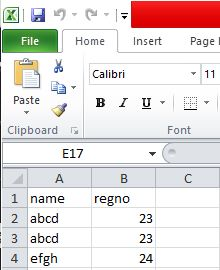 File Home Insert
Calibri 11
Paste
B I U
Clipboard Font
E17
A B C
1 name regno
2 abcd 23
3 abcd 23
4 efgh 24